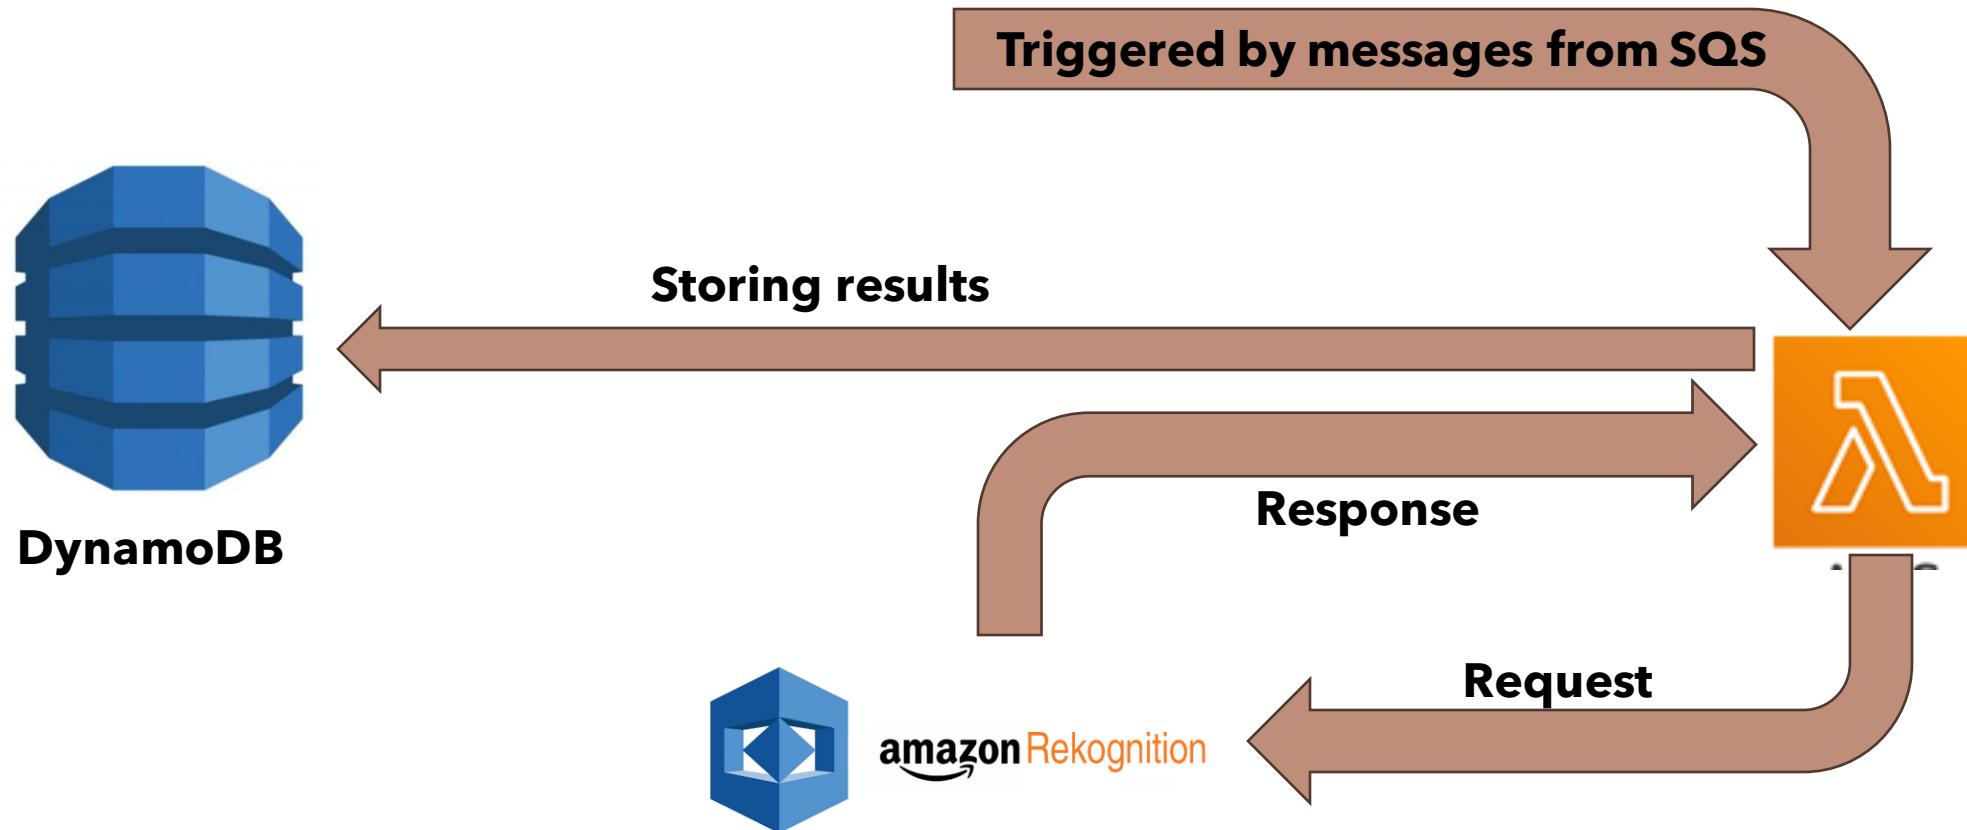 Triggered by messages from SQS
Storing results
Response
DynamoDB
Request
amazon Rekognition